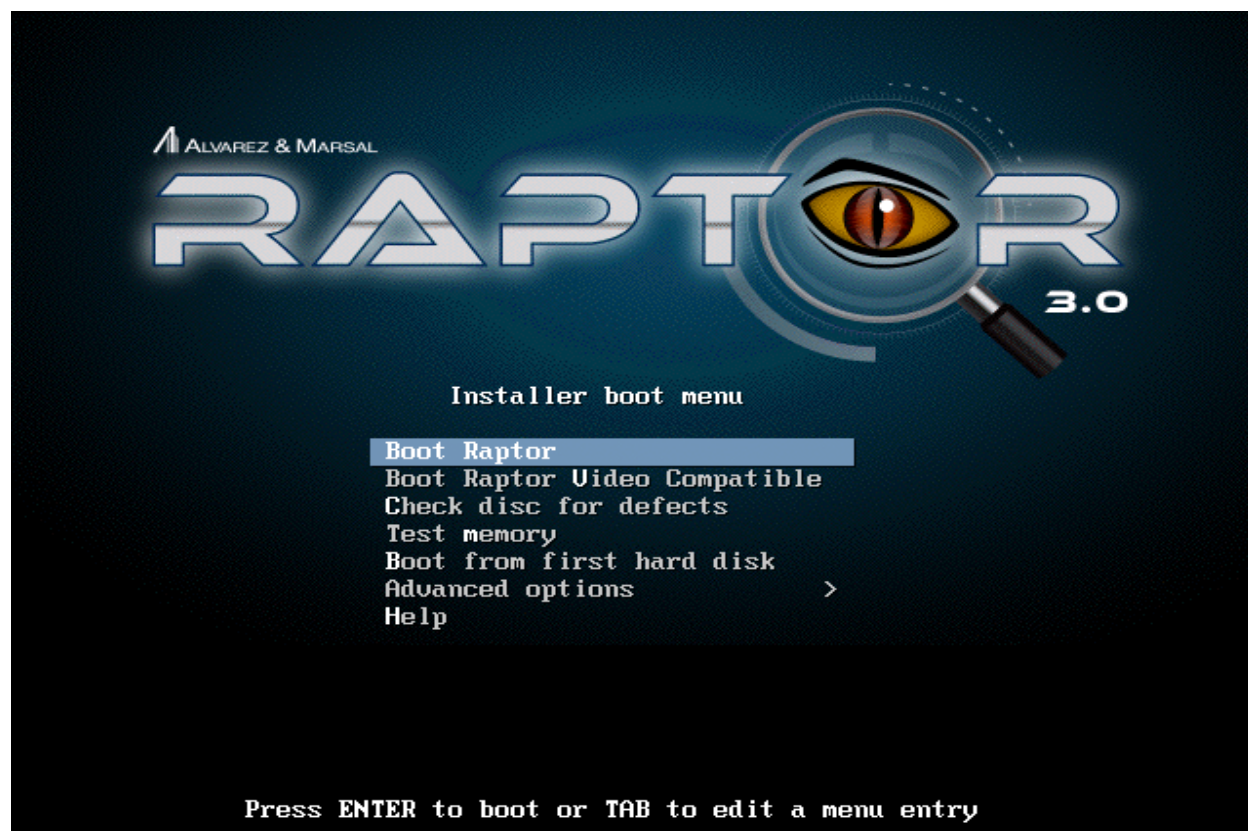 ALVAREZ & MARSAL
RAPTOR
3.0
Installer boot menu
Boot Raptor
Boot Raptor Video Compatible
Check disc for defects
Test memory
Boot from first hard disk
Advanced options >
Help
Press ENTER to boot or TAB to edit a menu entry